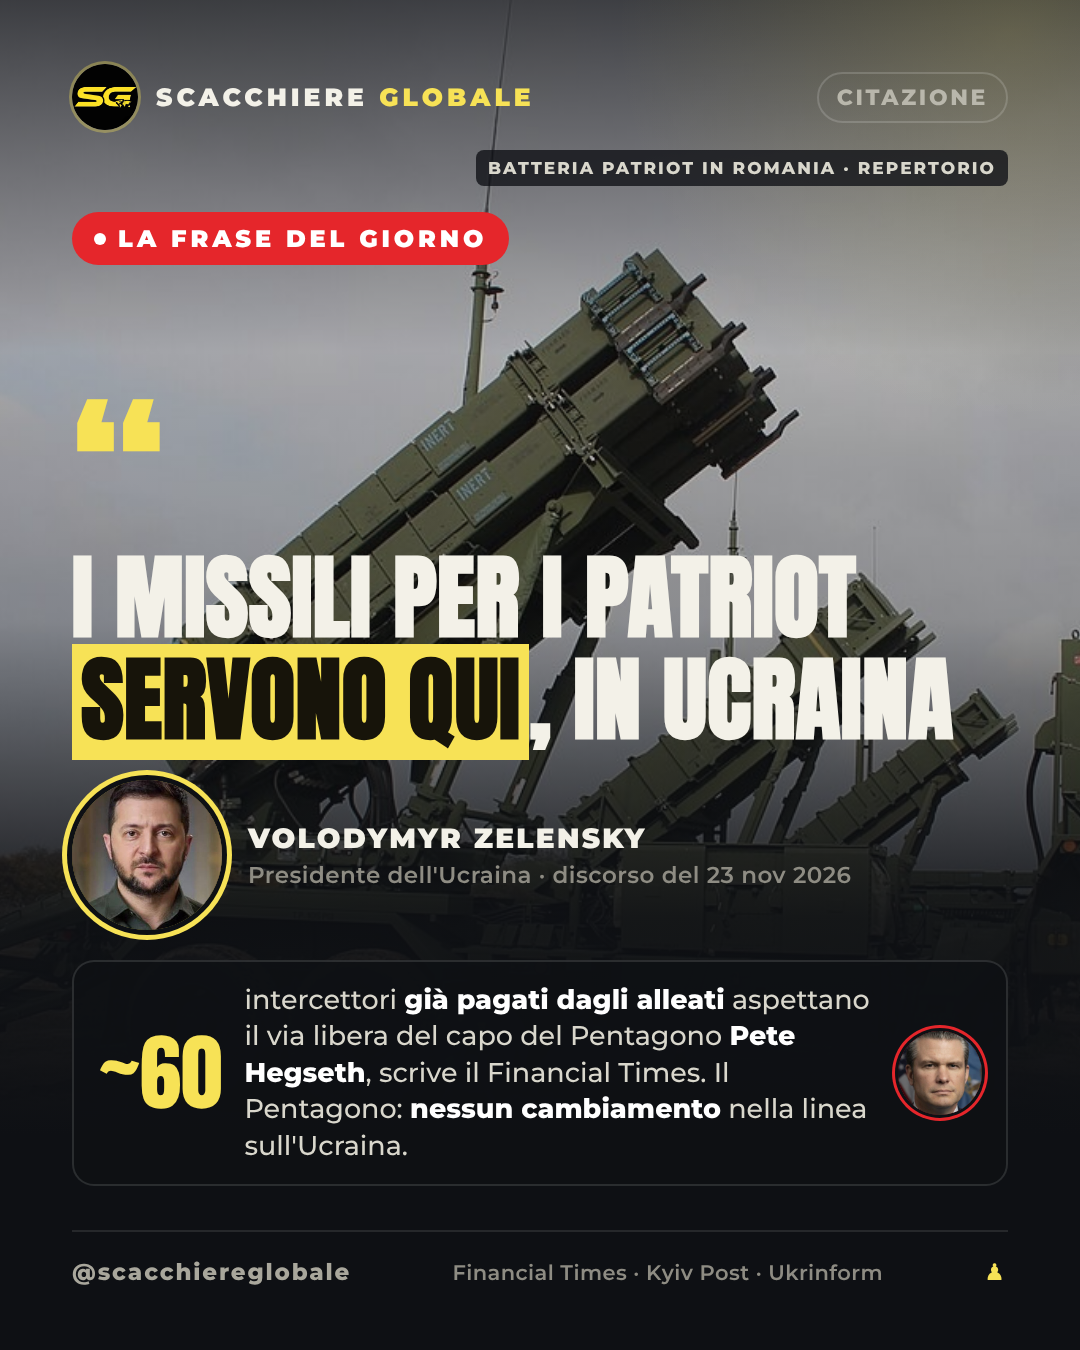 SG
SCACCHIERE GLOBALE
CITAZIONE
BATTERIA PATRIOT IN ROMANIA · REPERTORIO
LA FRASE DEL GIORNO
“
INERT
INERT
I MISSILI PER I PATRIOT
SERVONO QUI, IN UCRAINA
VOLODYMYR ZELENSKY
Presidente dell'Ucraina · discorso del 23 nov 2026
~60
intercettori già pagati dagli alleati aspettano
il via libera del capo del Pentagono Pete
Hegseth, scrive il Financial Times. Il
Pentagono: nessun cambiamento nella linea
sull'Ucraina.
@scacchiereglobale
Financial Times · Kyiv Post · Ukrinform